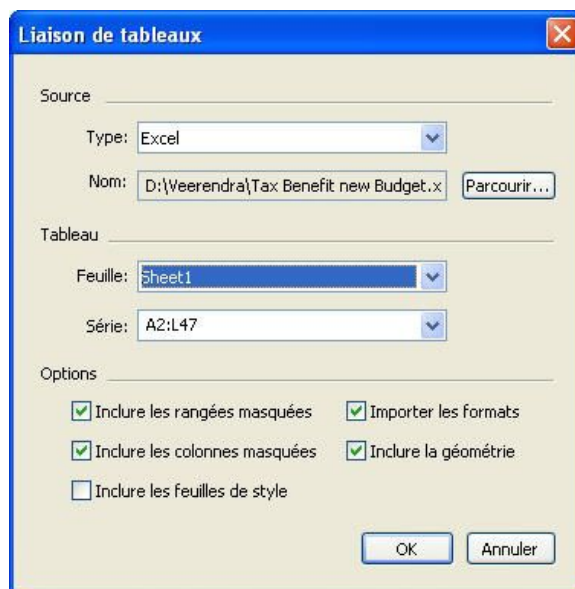 Liaison de tableaux
Source
Type: Excel
Nom: D:\Veerendra\Tax Benefit new Budget.x Parcourir...
Tableau
Feuille: Sheet1
Série: A2:L47
Options
Inclure les rangées masquées Importer les formats
Inclure les colonnes masquées Inclure la géométrie
Inclure les feuilles de style
OK Annuler